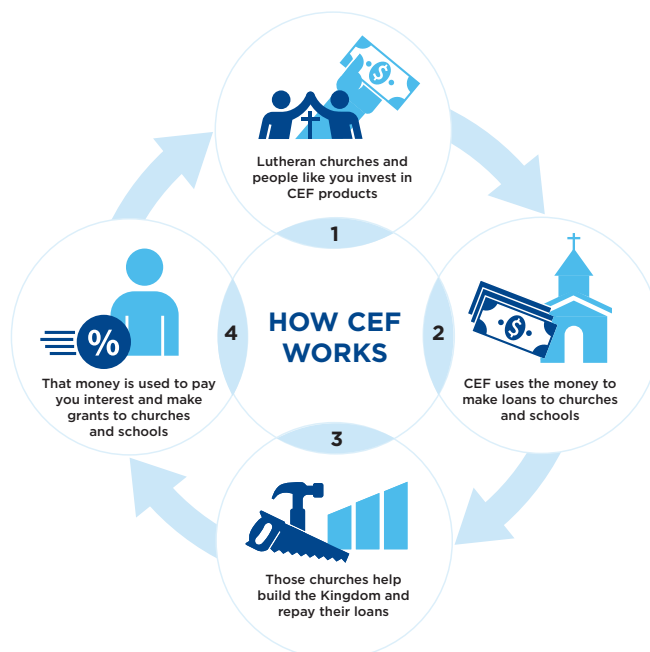 HOW CEF
WORKS
1
Lutheran churches and
people like you invest in
CEF products
2
CEF uses the money to
make loans to churches
and schools
3
Those churches help
build the Kingdom and
repay their loans
4
That money is used to pay
you interest and make
grants to churches
and schools
%
$
$